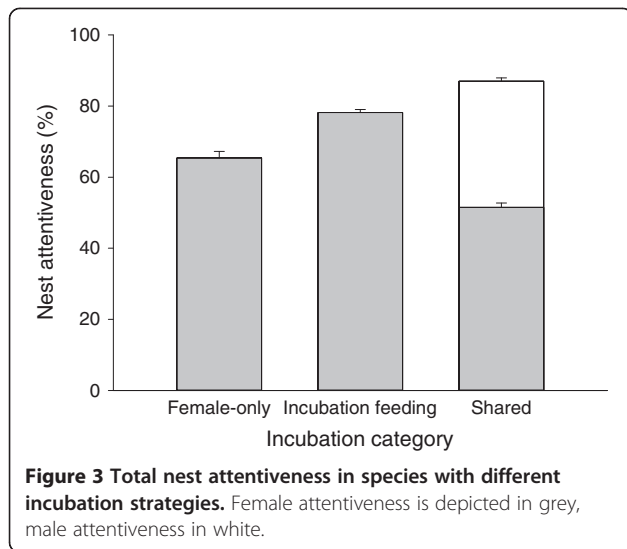 100
80
60
40
20
0
Nest attentiveness (%)
Female-only Incubation feeding Shared
Incubation category
Figure 3 Total nest attentiveness in species with different
incubation strategies. Female attentiveness is depicted in grey,
male attentiveness in white.